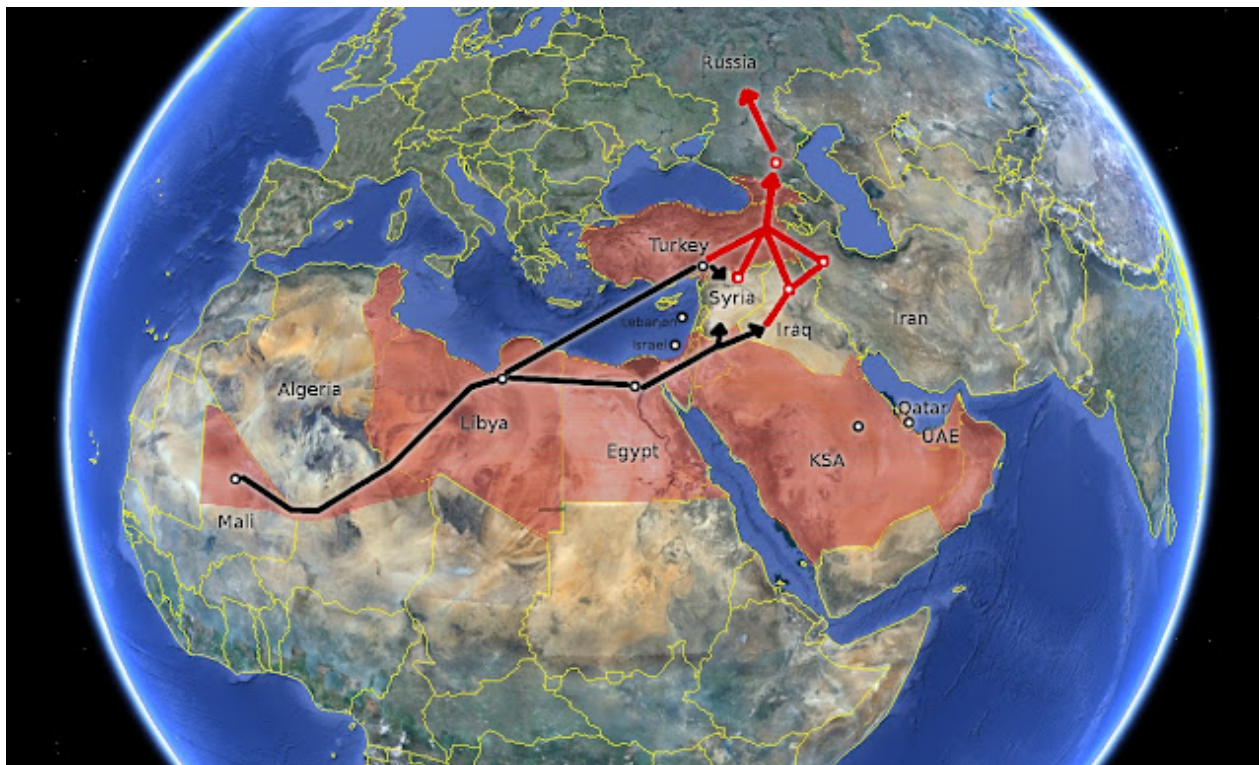 Russia
Turkey
Syria
Lebanon
Israel
Iraq
Iran
Algeria
Libya
Egypt
Qatar
UAE
KSA
Mali